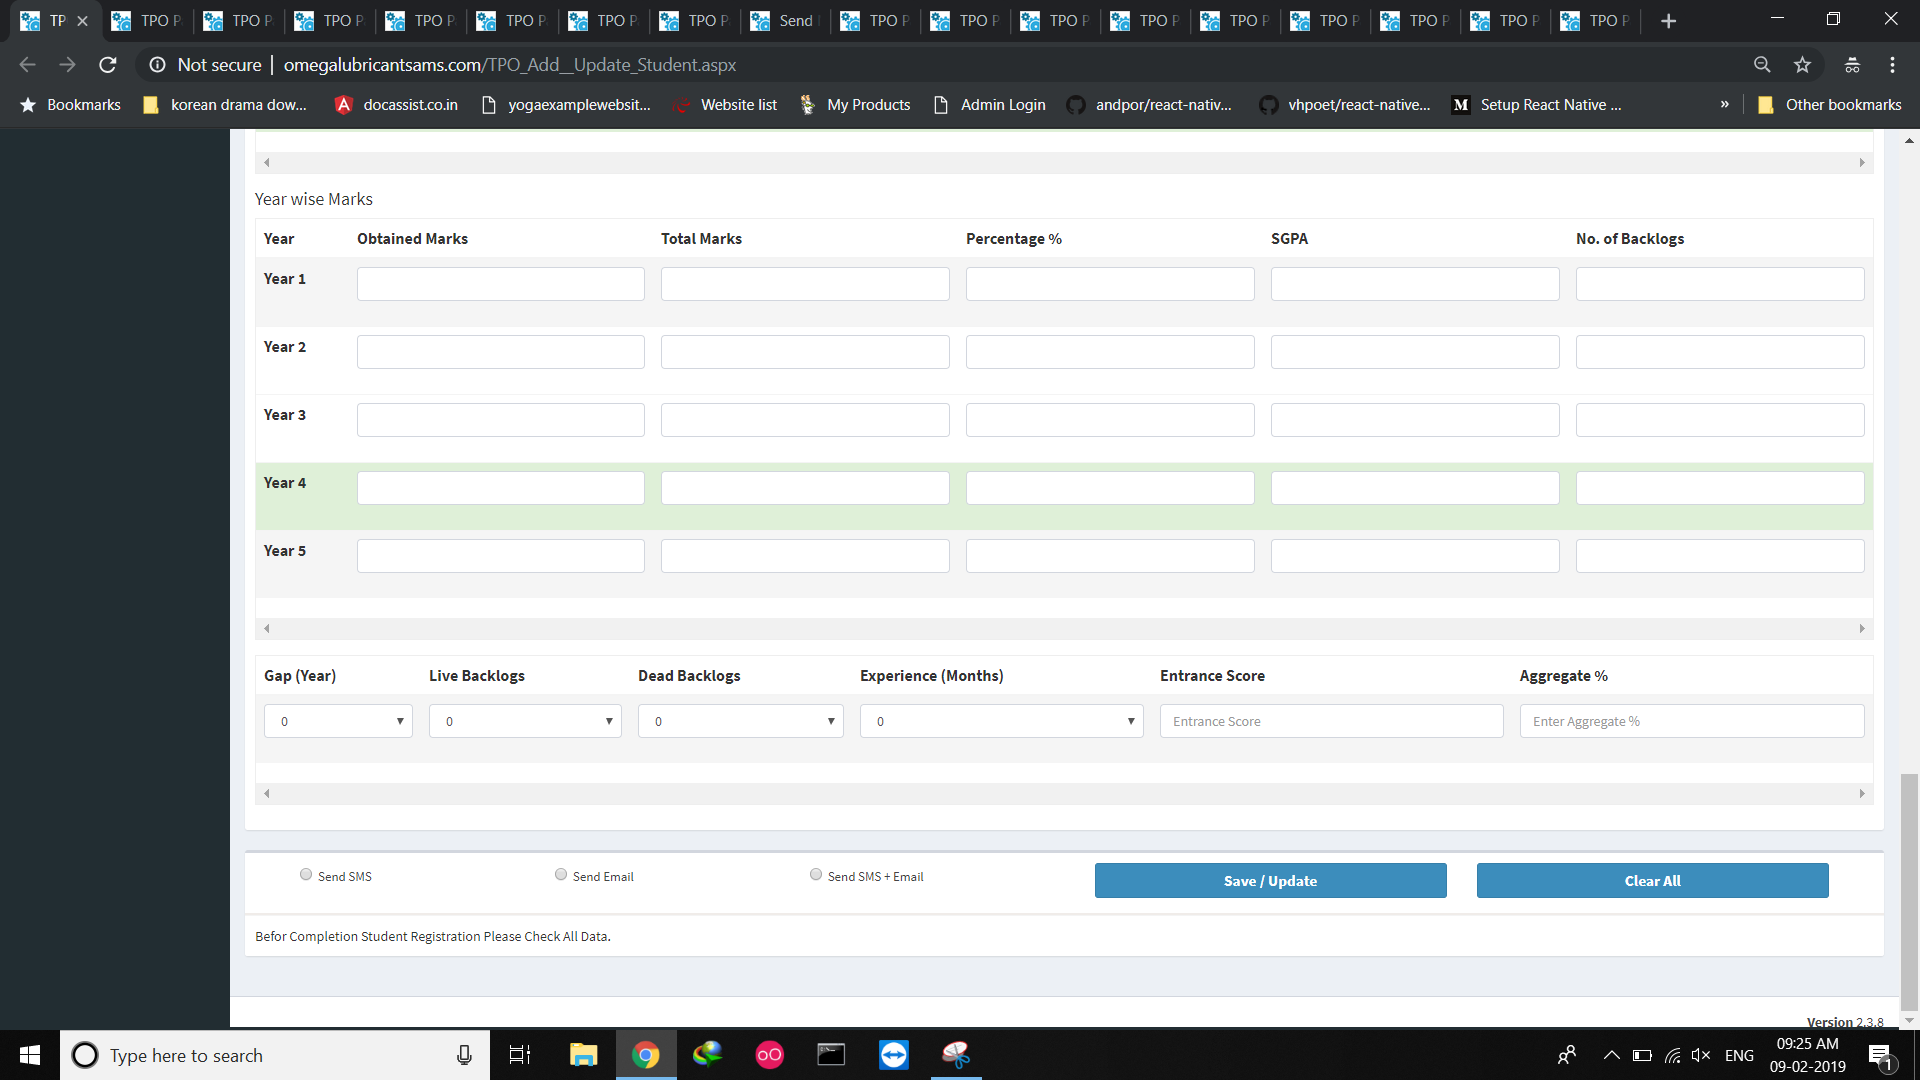 TP TPO P TPO P TPO P TPO P TPO P TPO P TPO P Send TPO P TPO P TPO P TPO P TPO P TPO P TPO P TPO P TPO P
Not secure | omegalubricantsams.com/TPO_Add__Update_Student.aspx
Bookmarks korean drama dow... docassist.co.in yogaexamplewebsit... Website list My Products Admin Login andpor/react-nativ... vhpoet/react-native... M Setup React Native ... » Other bookmarks
Year wise Marks
Year Obtained Marks Total Marks Percentage % SGPA No. of Backlogs
Year 1
Year 2
Year 3
Year 4
Year 5
Gap (Year) Live Backlogs Dead Backlogs Experience (Months) Entrance Score Aggregate %
0 0 0 0 Entrance Score Enter Aggregate %
Send SMS Send Email Send SMS + Email Save / Update Clear All
Befor Completion Student Registration Please Check All Data.
Version 2.3.8
Type here to search
ENG
09:25 AM
09-02-2019
1